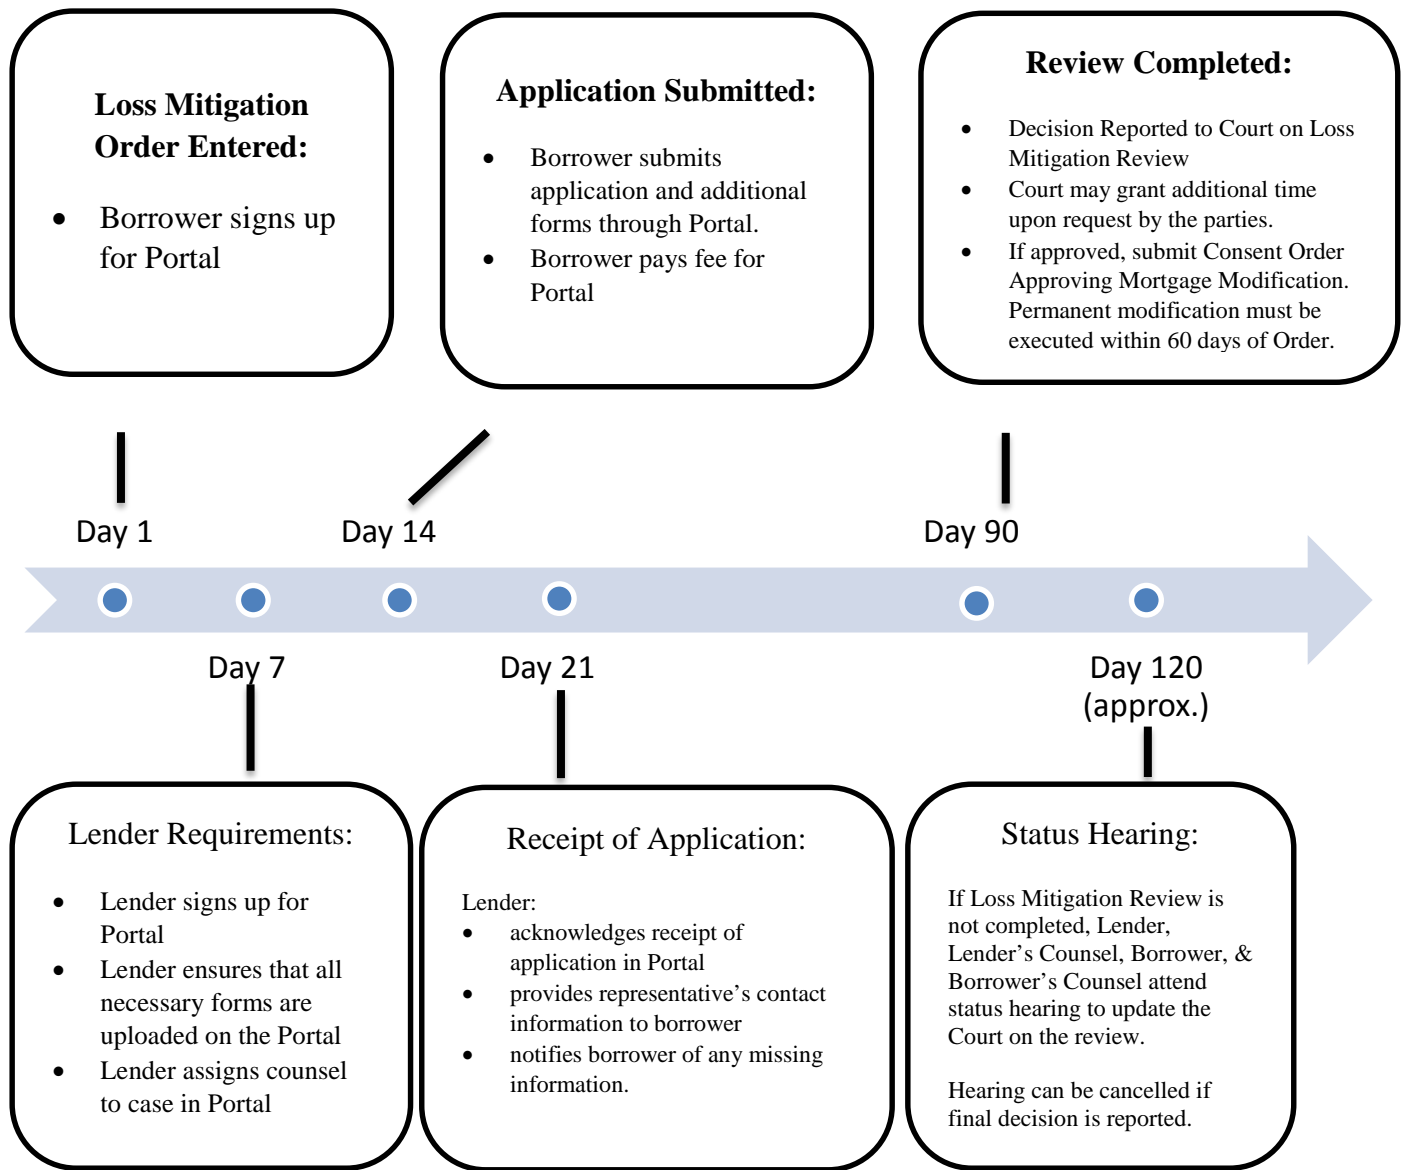 Loss Mitigation
Order Entered:
• Borrower signs up
for Portal
Application Submitted:
• Borrower submits
application and additional
forms through Portal.
• Borrower pays fee for
Portal
Review Completed:
• Decision Reported to Court on Loss
Mitigation Review
• Court may grant additional time
upon request by the parties.
• If approved, submit Consent Order
Approving Mortgage Modification.
Permanent modification must be
executed within 60 days of Order.
Day 1
Day 14
Day 90
Day 7
Day 21
Day 120
(approx.)
Lender Requirements:
• Lender signs up for
Portal
• Lender ensures that all
necessary forms are
uploaded on the Portal
• Lender assigns counsel
to case in Portal
Receipt of Application:
Lender:
• acknowledges receipt of
application in Portal
• provides representative’s contact
information to borrower
• notifies borrower of any missing
information.
Status Hearing:
If Loss Mitigation Review is
not completed, Lender,
Lender’s Counsel, Borrower, &
Borrower’s Counsel attend
status hearing to update the
Court on the review.
Hearing can be cancelled if
final decision is reported.